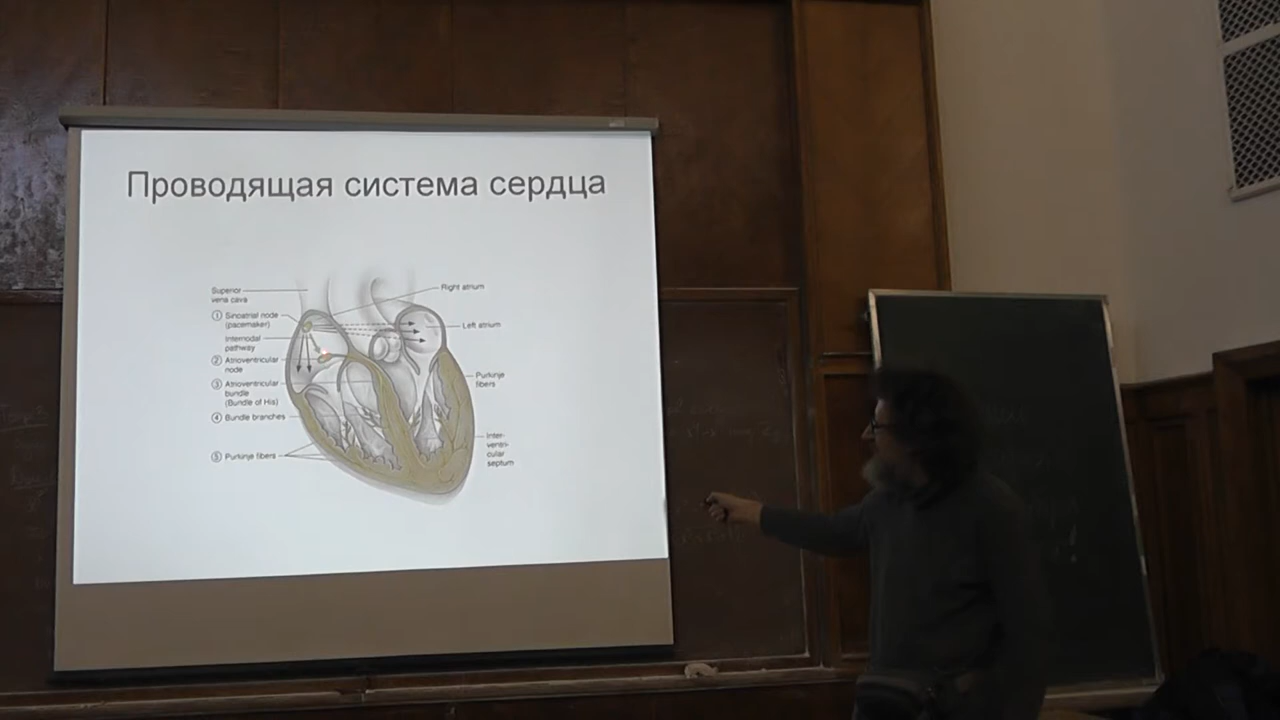 Проводящая система сердца
Superior
vena cava
Right atrium
① Sinoatrial node
(pacemaker)
Left atrium
Internodal
pathway
② Atrioventricular
node
Purkinje
fibers
③ Atrioventricular
bundle
(Bundle of His)
④ Bundle branches
Inter-
ventri-
cular
septum
⑤ Purkinje fibers